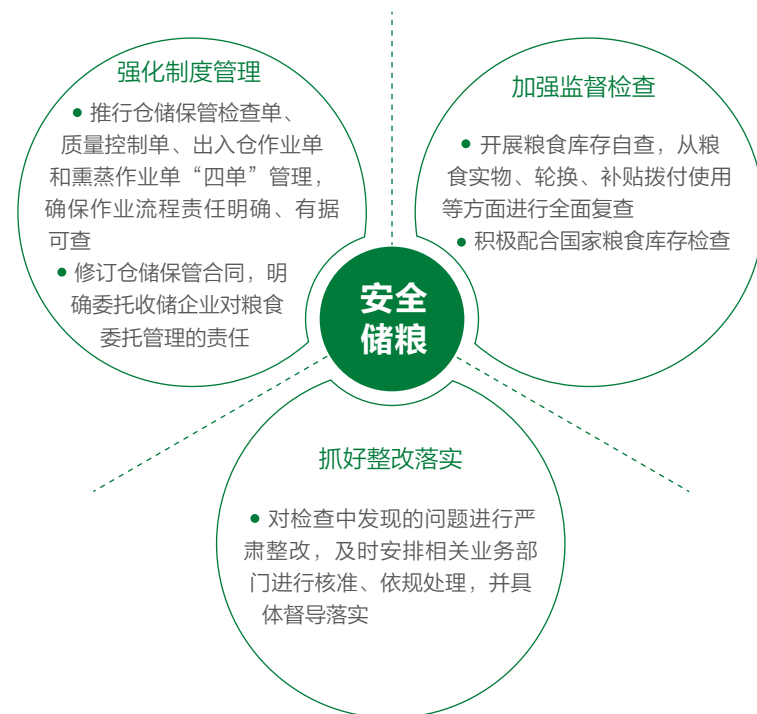 强化制度管理
● 推行仓储保管检查单、
质量控制单、出入仓作业单
和熏蒸作业单“四单”管理，
确保作业流程责任明确、有据
可查
● 修订仓储保管合同，明
确委托收储企业对粮食
委托管理的责任
加强监督检查
● 开展粮食库存自查，从粮
食实物、轮换、补贴拨付使用
等方面进行全面复查
● 积极配合国家粮食库存检查
安全
储粮
抓好整改落实
● 对检查中发现的问题进行严
肃整改，及时安排相关业务部
门进行核准、依规处理，并具
体督导落实